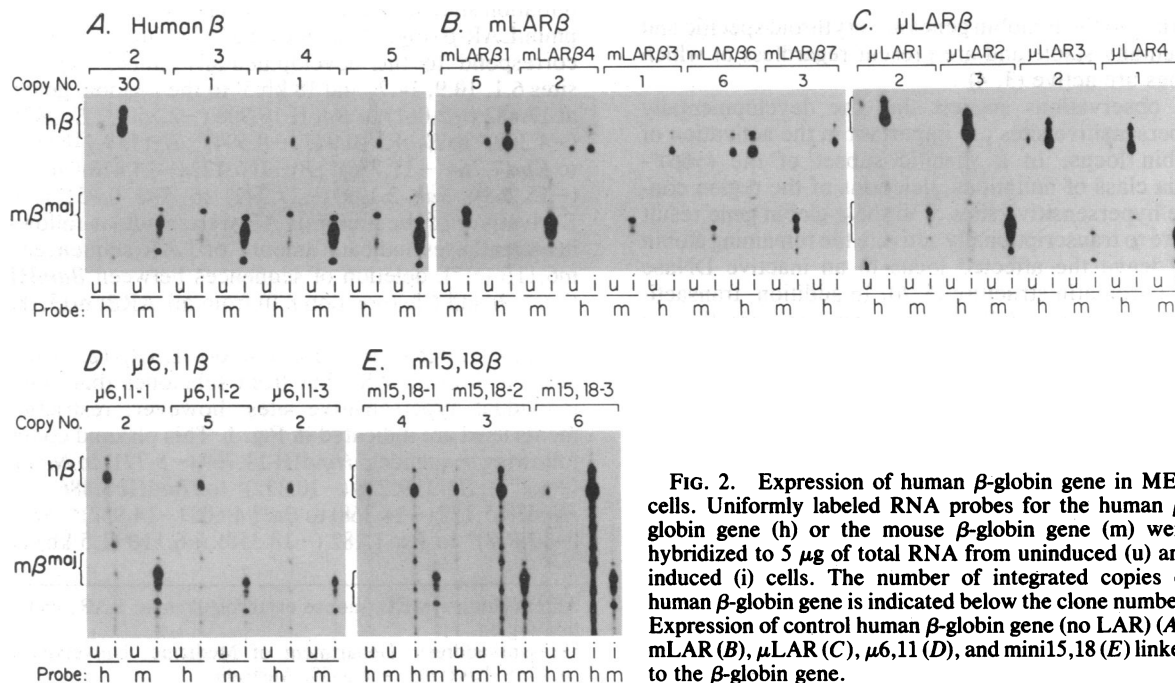 A. Human β
2 3 4 5
Copy No. 30 1 1 1
hβ
mβmaj
u i u i u i u i u i u i u i u i
Probe: h m h m h m h m
B. mLARβ
mLARβ1 mLARβ4 mLARβ3 mLARβ6 mLARβ7
5 2 1 6 3
u i u i u i u i u i u i u i u i u i u i
m h m h m h m h m h
C. μLARβ
μLAR1 μLAR2 μLAR3 μLAR4
2 3 2 1
u i u i u i u i u i u i u i u i
h m h m h m h m
D. μ6,11β
μ6,11-1 μ6,11-2 μ6,11-3
Copy No. 2 5 2
hβ
mβmaj
u i u i u i u i u i u i
Probe: h m h m h m
E. m15,18β
m15,18-1 m15,18-2 m15,18-3
4 3 6
u u i i u u i i u u i i
h m h m h m h m h m h m
FIG. 2. Expression of human β-globin gene in ME
cells. Uniformly labeled RNA probes for the human
globin gene (h) or the mouse β-globin gene (m) we
hybridized to 5 μg of total RNA from uninduced (u) an
induced (i) cells. The number of integrated copies
human β-globin gene is indicated below the clone number
Expression of control human β-globin gene (no LAR) (A
mLAR (B), μLAR (C), μ6,11 (D), and mini15,18 (E) linke
to the β-globin gene.